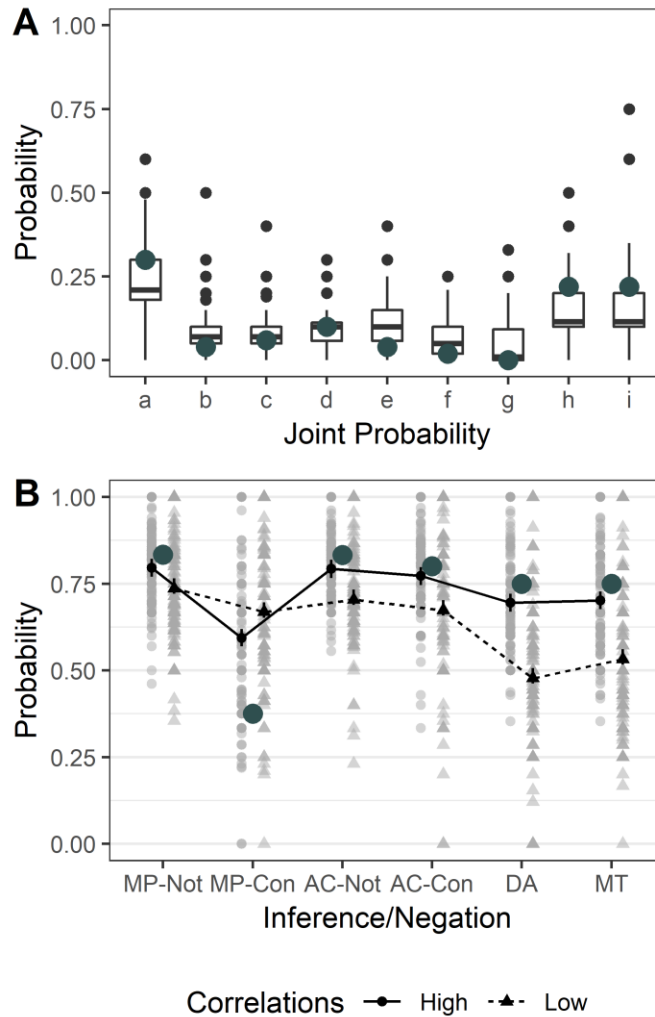 A
1.00
0.75
0.50
0.25
0.00
Probability
a b c d e f g h i
Joint Probability
B
1.00
0.75
0.50
0.25
0.00
Probability
MP-Not MP-Con AC-Not AC-Con DA MT
Inference/Negation
Correlations High Low